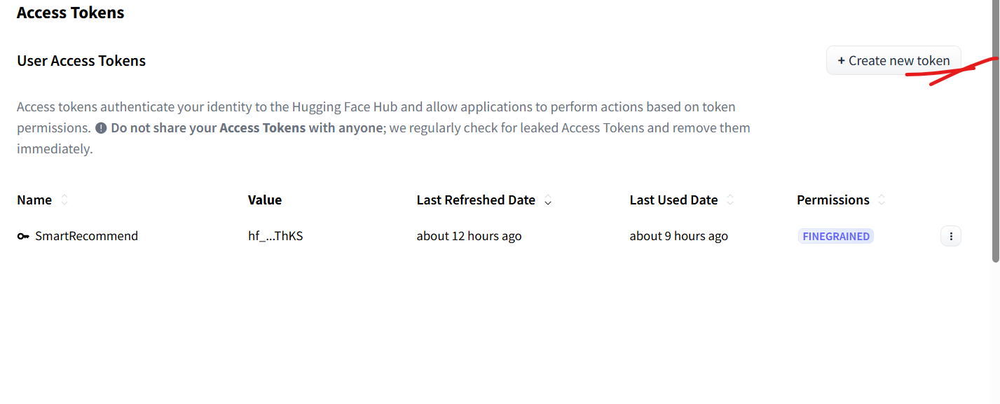 Access Tokens
User Access Tokens
+ Create new token
Access tokens authenticate your identity to the Hugging Face Hub and allow applications to perform actions based on token
permissions. ! Do not share your Access Tokens with anyone; we regularly check for leaked Access Tokens and remove them
immediately.
Name Value Last Refreshed Date Last Used Date Permissions
SmartRecommend hf_...ThKS about 12 hours ago about 9 hours ago FINEGRAINED